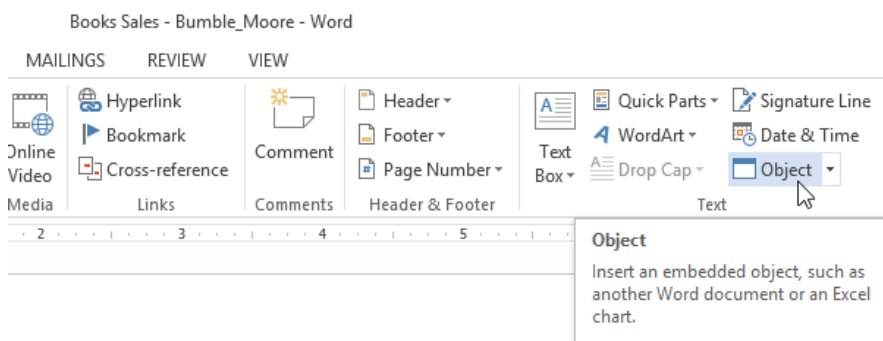 Books Sales - Bumble_Moore - Word
MAILINGS REVIEW VIEW
Online Video
Media
Hyperlink
Bookmark
Cross-reference
Links
Comment
Comments
Header
Footer
Page Number
Header & Footer
Text Box
Quick Parts
WordArt
Drop Cap
Signature Line
Date & Time
Object
Text
2 3 4 5
Object
Insert an embedded object, such as
another Word document or an Excel
chart.